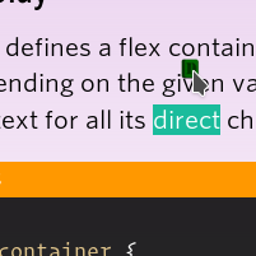 defines a flex contain
ending on the given va
ext for all its direct ch
container {